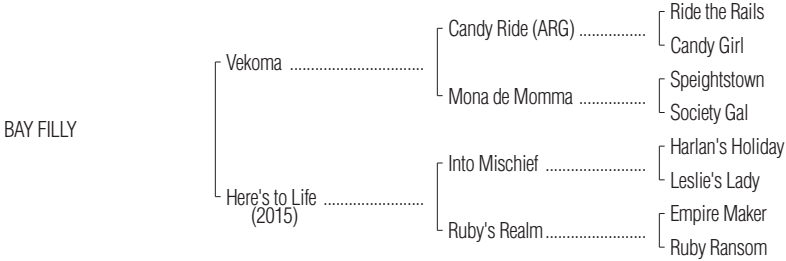 BAY FILLY
Vekoma ................................
Here's to Life ........................
(2015)
Candy Ride (ARG) ................
Mona de Momma ................
Into Mischief ........................
Ruby's Realm ........................
Ride the Rails
Candy Girl
Speightstown
Society Gal
Harlan's Holiday
Leslie's Lady
Empire Maker
Ruby Ransom